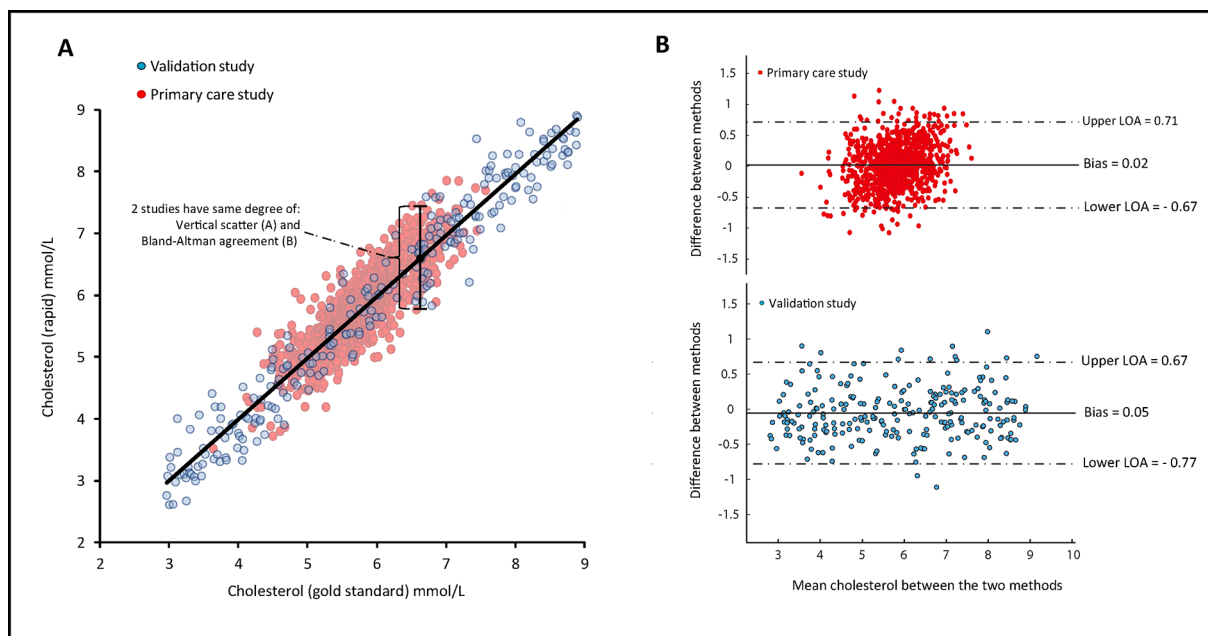 A
Validation study
Primary care study
9
8
7
6
5
4
3
2
Cholesterol (rapid) mmol/L
2 studies have same degree of:
Vertical scatter (A) and
Bland-Altman agreement (B)
2 3 4 5 6 7 8 9
Cholesterol (gold standard) mmol/L
B
Primary care study
1.5
1
0.5
0
-0.5
-1
-1.5
Difference between methods
Upper LOA = 0.71
Bias = 0.02
Lower LOA = - 0.67
Validation study
1.5
1
0.5
0
-0.5
-1
-1.5
Difference between methods
Upper LOA = 0.67
Bias = 0.05
Lower LOA = - 0.77
3 4 5 6 7 8 9 10
Mean cholesterol between the two methods